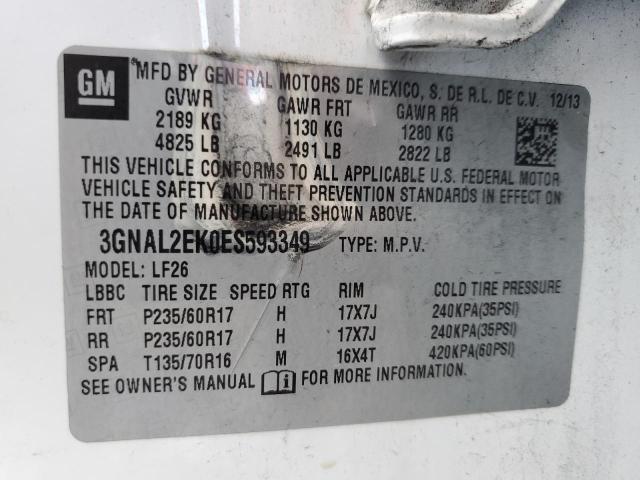 GM
*MFD BY GENERAL MOTORS DE MEXICO, S. DE R.L. DE C.V. 12/13
GVWR GAWR FRT GAWR RR
2189 KG 1130 KG 1280 KG
4825 LB 2491 LB 2822 LB
THIS VEHICLE CONFORMS TO ALL APPLICABLE U.S. FEDERAL MOTOR
VEHICLE SAFETY AND THEFT PREVENTION STANDARDS IN EFFECT ON
THE DATE OF MANUFACTURE SHOWN ABOVE.
3GNAL2EK0ES593349 TYPE: M.P.V.
MODEL: LF26
LBBC TIRE SIZE SPEED RTG RIM COLD TIRE PRESSURE
FRT P235/60R17 H 17X7J 240KPA(35PSI)
RR P235/60R17 H 17X7J 240KPA(35PSI)
SPA T135/70R16 M 16X4T 420KPA(60PSI)
SEE OWNER'S MANUAL FOR MORE INFORMATION.